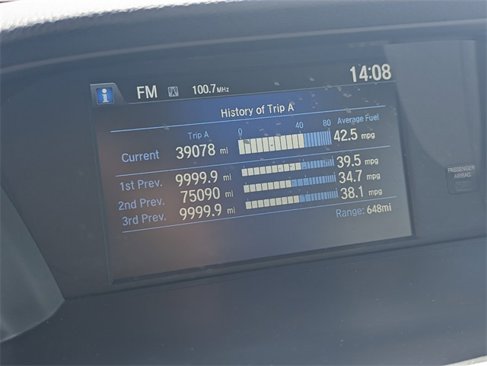 i FM 100.7 MHz 14:08
History of Trip A
Trip A 0 40 80 Average Fuel
Current 39078 mi 42.5 mpg
1st Prev. 9999.9 mi 39.5 mpg
2nd Prev. 75090 mi 34.7 mpg
3rd Prev. 9999.9 mi 38.1 mpg
Range: 648mi
PASSENGER
AIRBAG